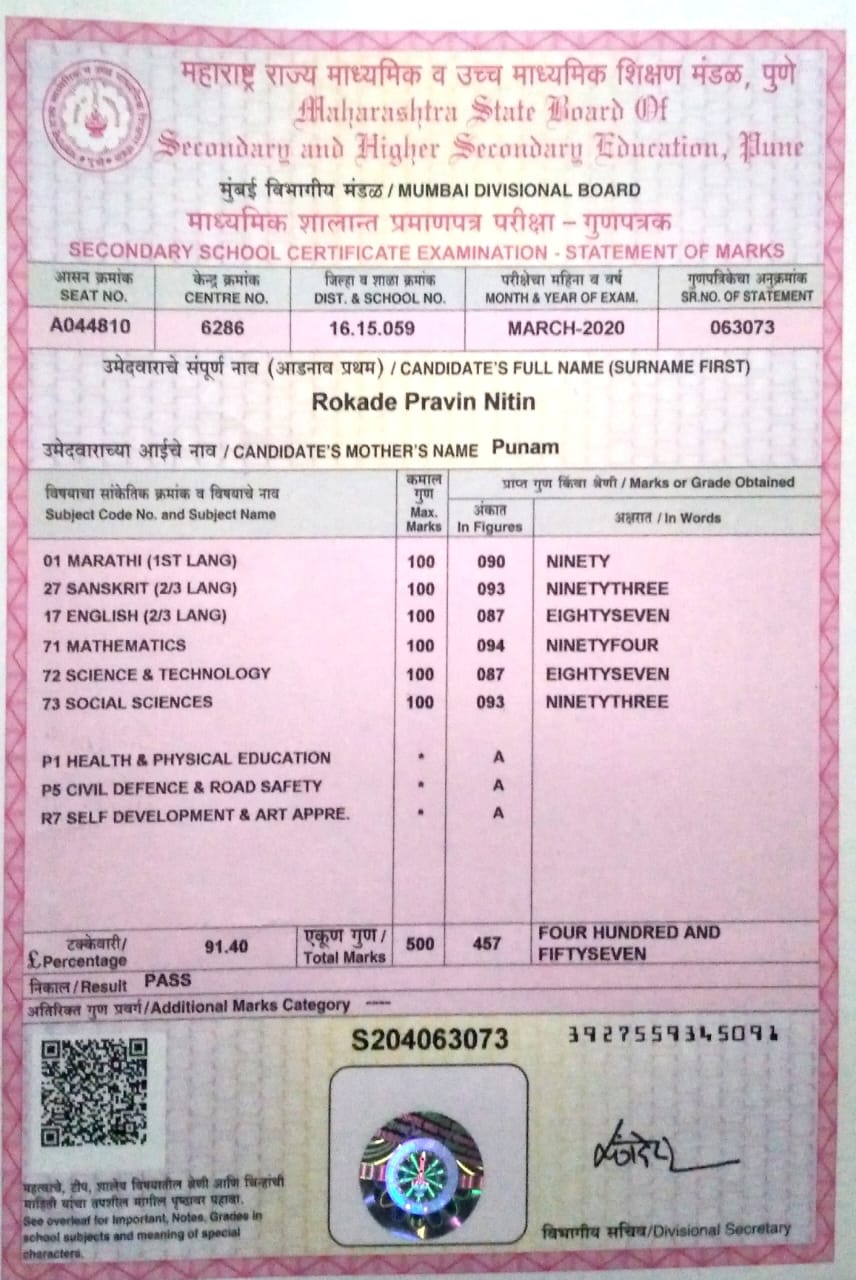 महाराष्ट्र राज्य माध्यमिक व उच्च माध्यमिक शिक्षण मंडळ, पुणे
Maharashtra State Board Of
Secondary and Higher Secondary Education, Pune
मुंबई विभागीय मंडळ / MUMBAI DIVISIONAL BOARD
माध्यमिक शालान्त प्रमाणपत्र परीक्षा – गुणपत्रक
SECONDARY SCHOOL CERTIFICATE EXAMINATION - STATEMENT OF MARKS
आसन क्रमांक केन्द्र क्रमांक जिल्हा व शाळा क्रमांक परीक्षेचा महिना व वर्ष गुणपत्रिकेचा अनुक्रमांक
SEAT NO. CENTRE NO. DIST. & SCHOOL NO. MONTH & YEAR OF EXAM. SR.NO. OF STATEMENT
A044810 6286 16.15.059 MARCH-2020 063073
उमेदवाराचे संपूर्ण नाव (आडनाव प्रथम) / CANDIDATE'S FULL NAME (SURNAME FIRST)
Rokade Pravin Nitin
उमेदवाराच्या आईचे नाव / CANDIDATE'S MOTHER'S NAME Punam
विषयाचा सांकेतिक क्रमांक व विषयाचे नाव
Subject Code No. and Subject Name
कमाल
गुण
Max.
Marks
प्राप्त गुण किंवा श्रेणी / Marks or Grade Obtained
अंकात
In Figures
अक्षरात / In Words
01 MARATHI (1ST LANG) 100 090 NINETY
27 SANSKRIT (2/3 LANG) 100 093 NINETYTHREE
17 ENGLISH (2/3 LANG) 100 087 EIGHTYSEVEN
71 MATHEMATICS 100 094 NINETYFOUR
72 SCIENCE & TECHNOLOGY 100 087 EIGHTYSEVEN
73 SOCIAL SCIENCES 100 093 NINETYTHREE
P1 HEALTH & PHYSICAL EDUCATION * A
P5 CIVIL DEFENCE & ROAD SAFETY * A
R7 SELF DEVELOPMENT & ART APPRE. * A
टक्केवारी/
£Percentage
91.40
एकूण गुण /
Total Marks
500 457
FOUR HUNDRED AND
FIFTYSEVEN
निकाल / Result PASS
अतिरिक्त गुण प्रवर्ग/Additional Marks Category ----
S204063073
3927559345091
महत्वाचे, टीप, शालेय विषयातील श्रेणी आणि चिन्हांची
माहिती यांचा तपशील मागील पृष्ठावर पहावा.
See overleaf for Important, Notes, Grades in
school subjects and meaning of special
characters.
विभागीय सचिव/Divisional Secretary